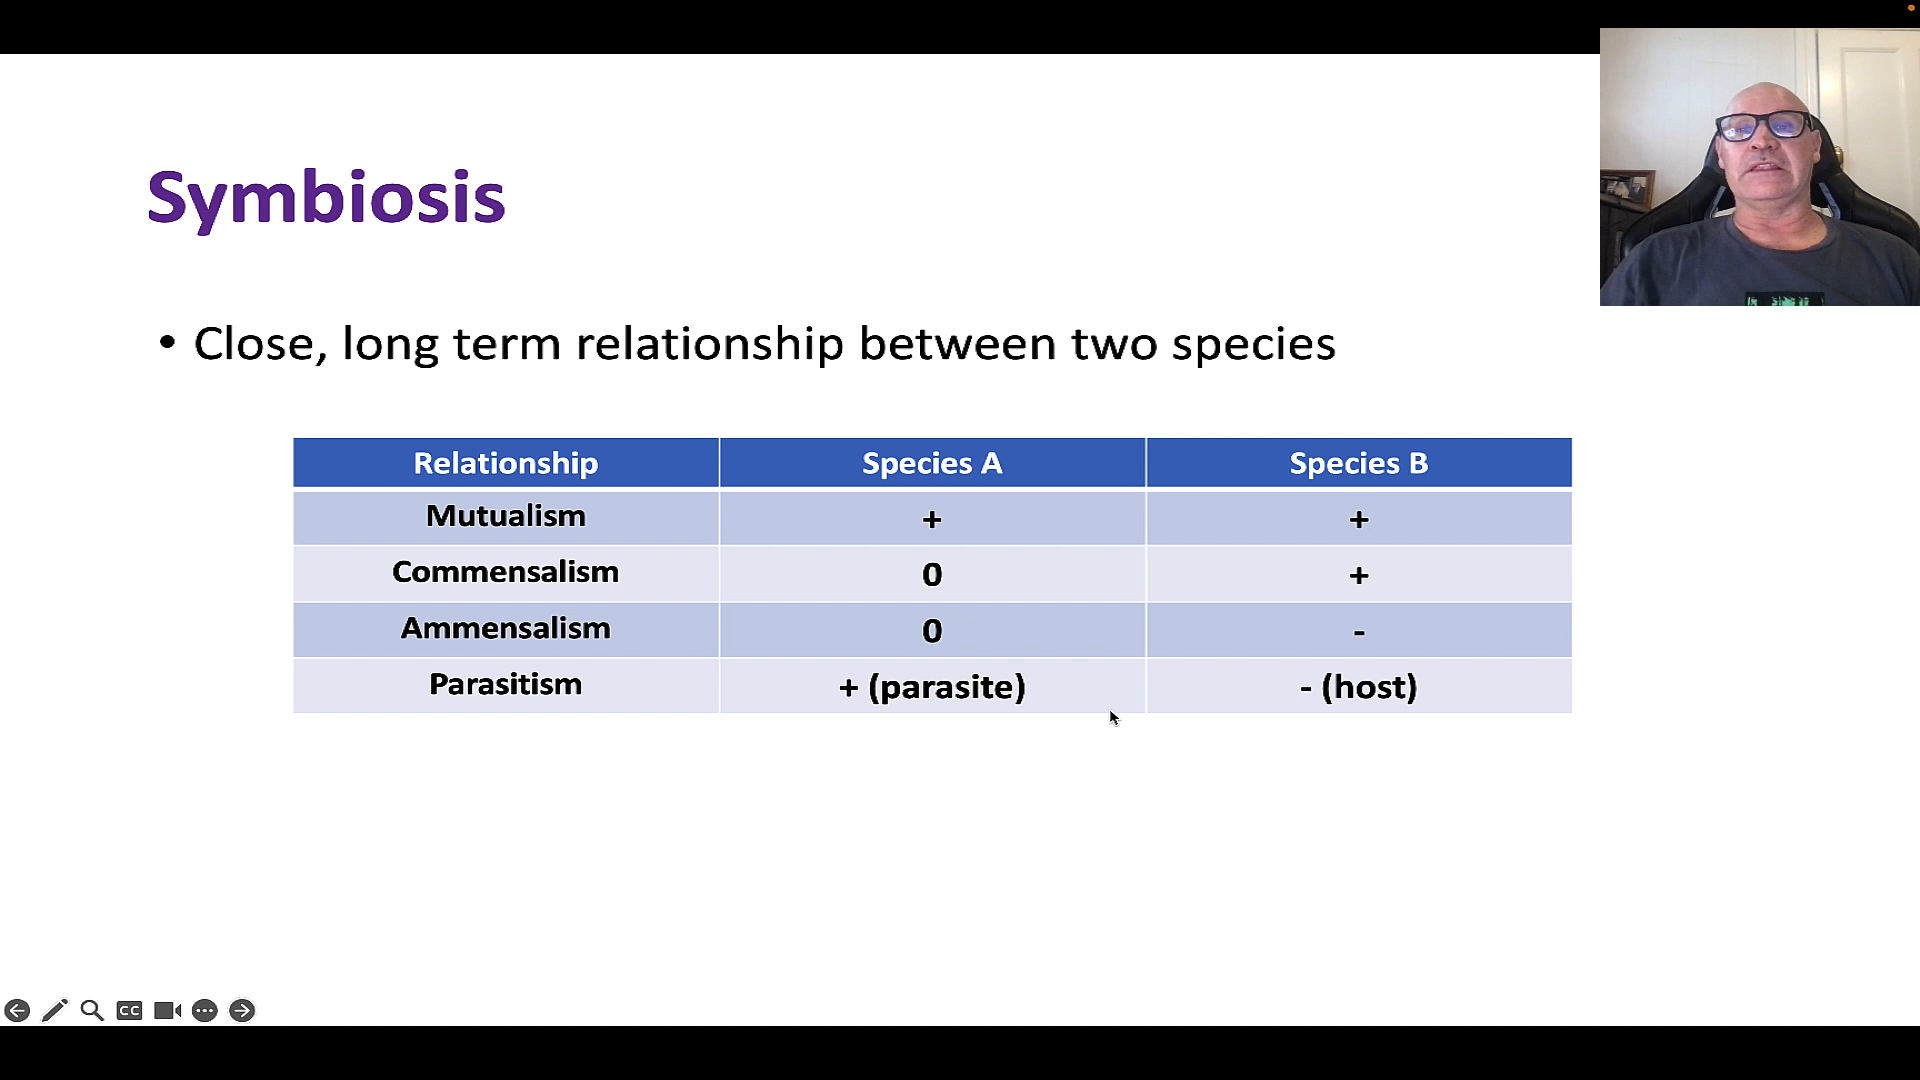 Symbiosis
• Close, long term relationship between two species
Relationship Species A Species B
Mutualism + +
Commensalism 0 +
Ammensalism 0 -
Parasitism + (parasite) - (host)
CC